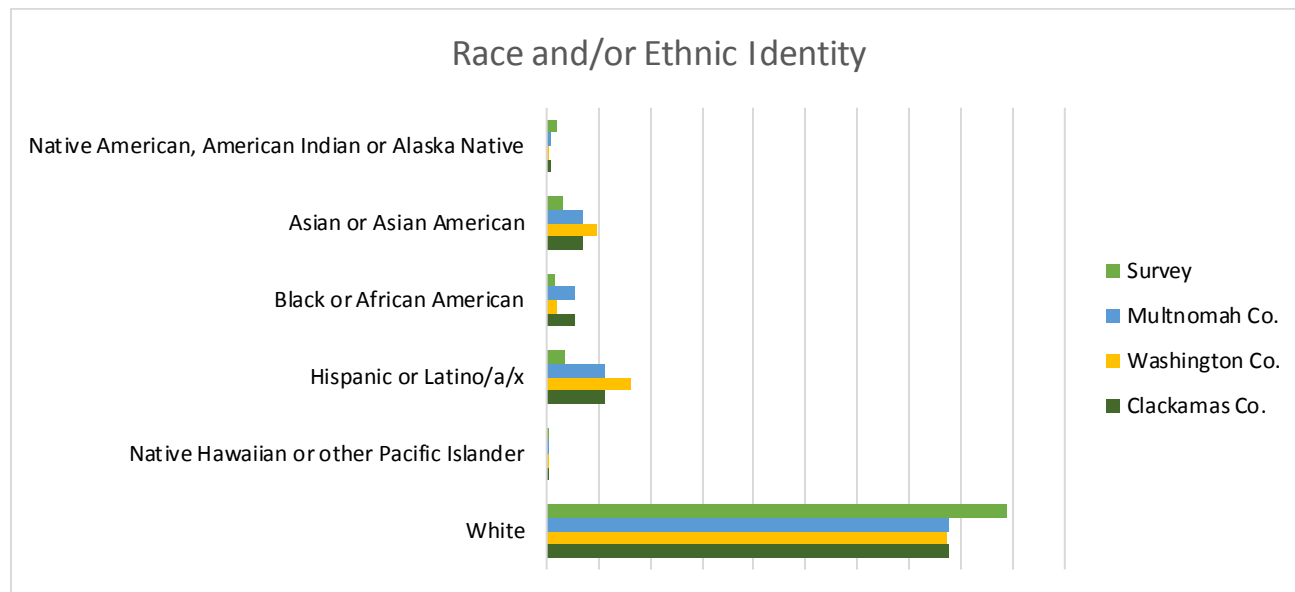 Race and/or Ethnic Identity
Native American, American Indian or Alaska Native
Asian or Asian American
Black or African American
Hispanic or Latino/a/x
Native Hawaiian or other Pacific Islander
White
Survey
Multnomah Co.
Washington Co.
Clackamas Co.